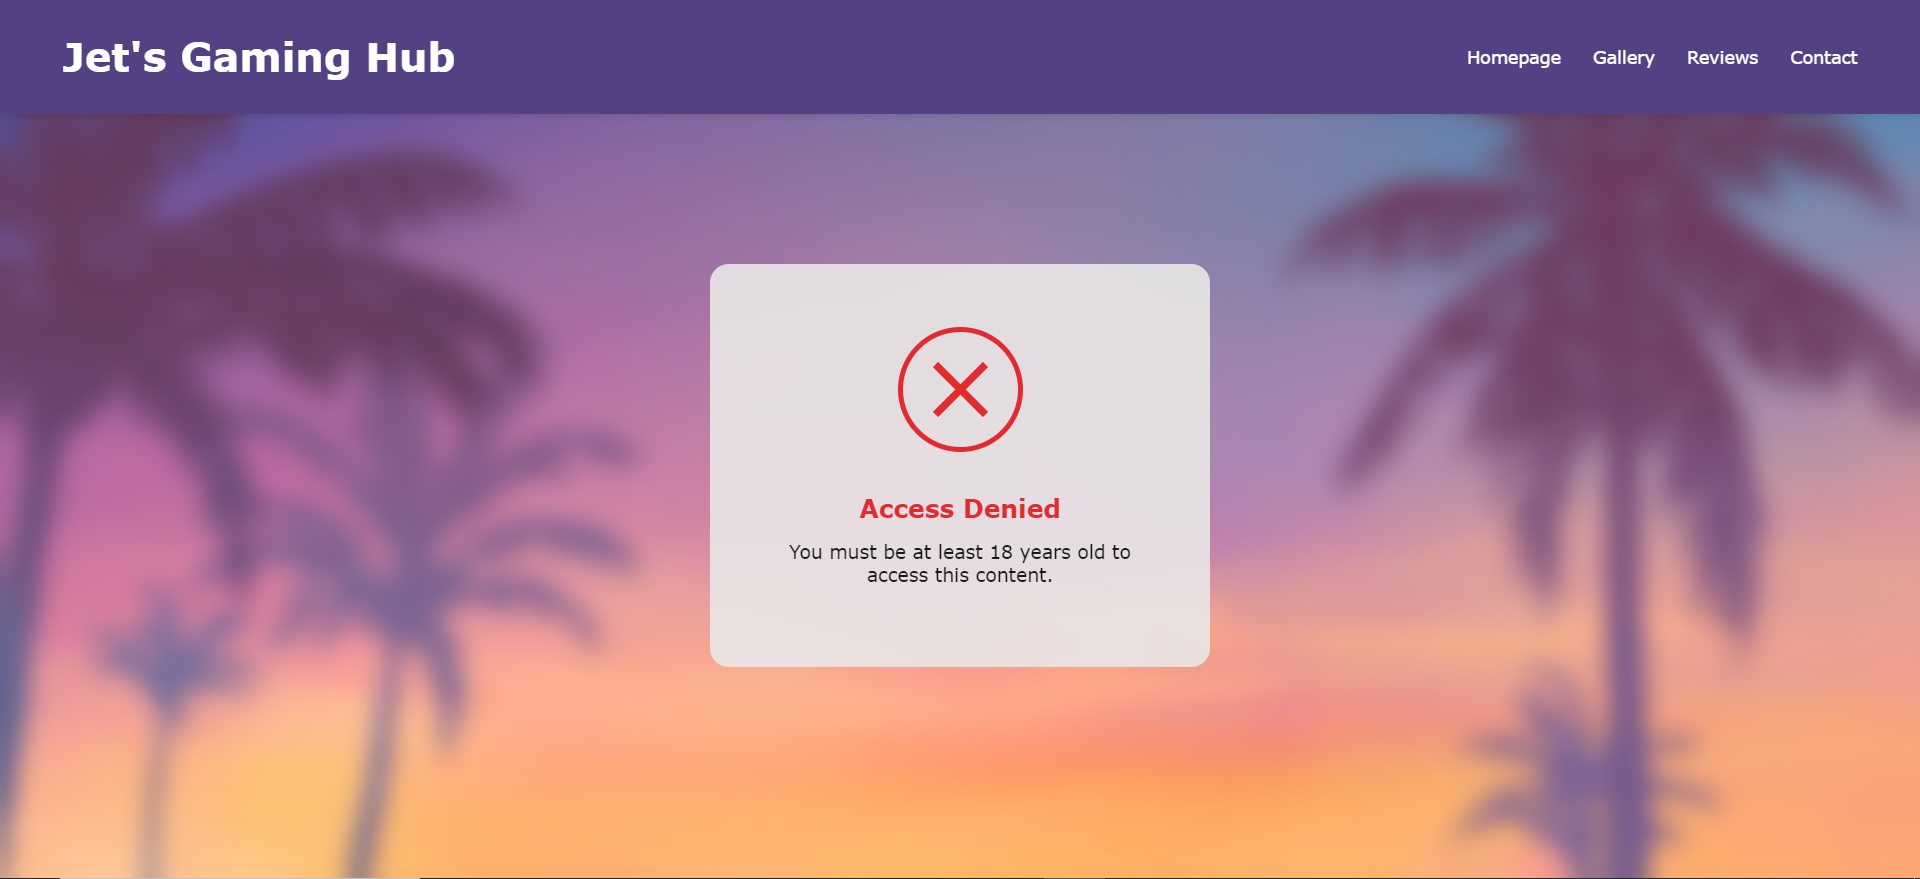 Jet's Gaming Hub
Homepage Gallery Reviews Contact
Access Denied
You must be at least 18 years old to
access this content.